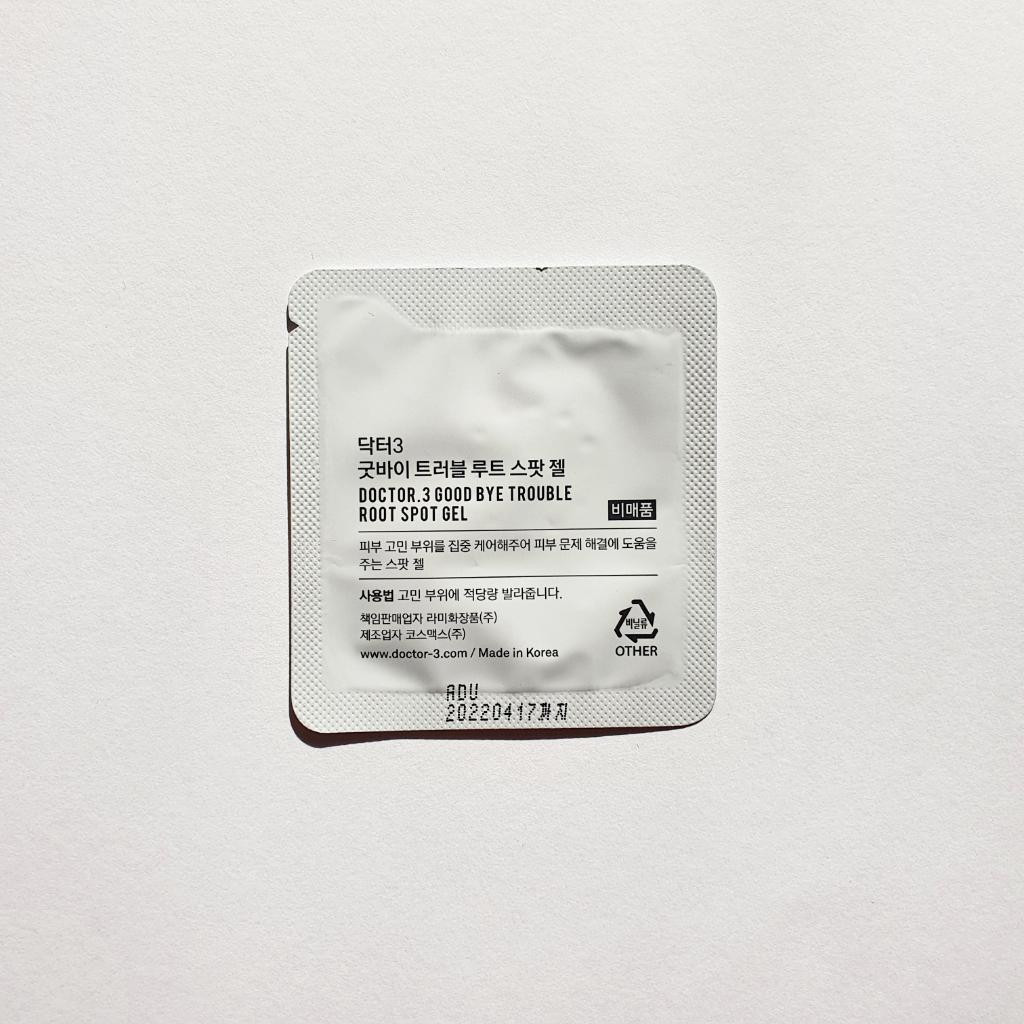 닥터3
굿바이 트러블 루트 스팟 젤
DOCTOR.3 GOOD BYE TROUBLE
ROOT SPOT GEL
비매품
피부 고민 부위를 집중 케어해주어 피부 문제 해결에 도움을
주는 스팟 젤
사용법 고민 부위에 적당량 발라줍니다.
책임판매업자 라미화장품(주)
제조업자 코스맥스(주)
www.doctor-3.com / Made in Korea
비닐류
OTHER
ADU
20220417까지